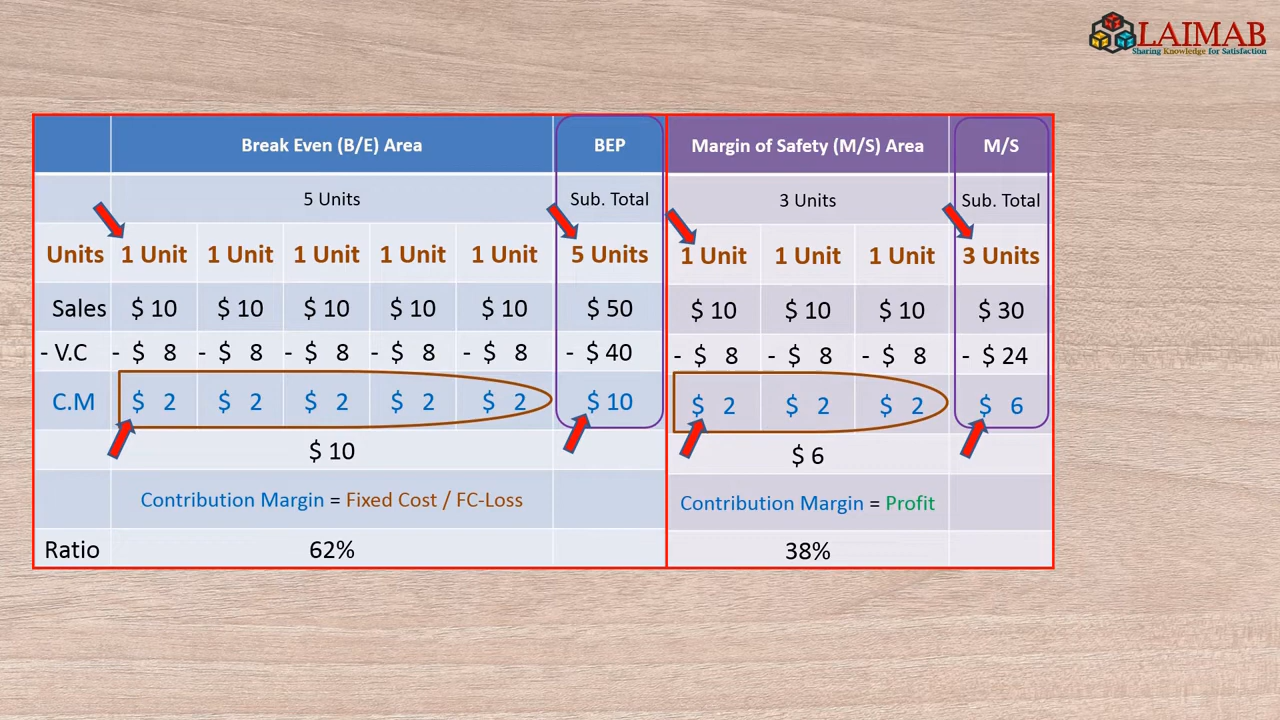 LAIMAB
Sharing Knowledge for Satisfaction
Break Even (B/E) Area BEP Margin of Safety (M/S) Area M/S
5 Units Sub. Total 3 Units Sub. Total
Units 1 Unit 1 Unit 1 Unit 1 Unit 1 Unit 5 Units 1 Unit 1 Unit 1 Unit 3 Units
Sales $ 10 $ 10 $ 10 $ 10 $ 10 $ 50 $ 10 $ 10 $ 10 $ 30
- V.C - $ 8 - $ 8 - $ 8 - $ 8 - $ 8 - $ 40 - $ 8 - $ 8 - $ 8 - $ 24
C.M $ 2 $ 2 $ 2 $ 2 $ 2 $ 10 $ 2 $ 2 $ 2 $ 6
$ 10 $ 6
Contribution Margin = Fixed Cost / FC-Loss Contribution Margin = Profit
Ratio 62% 38%